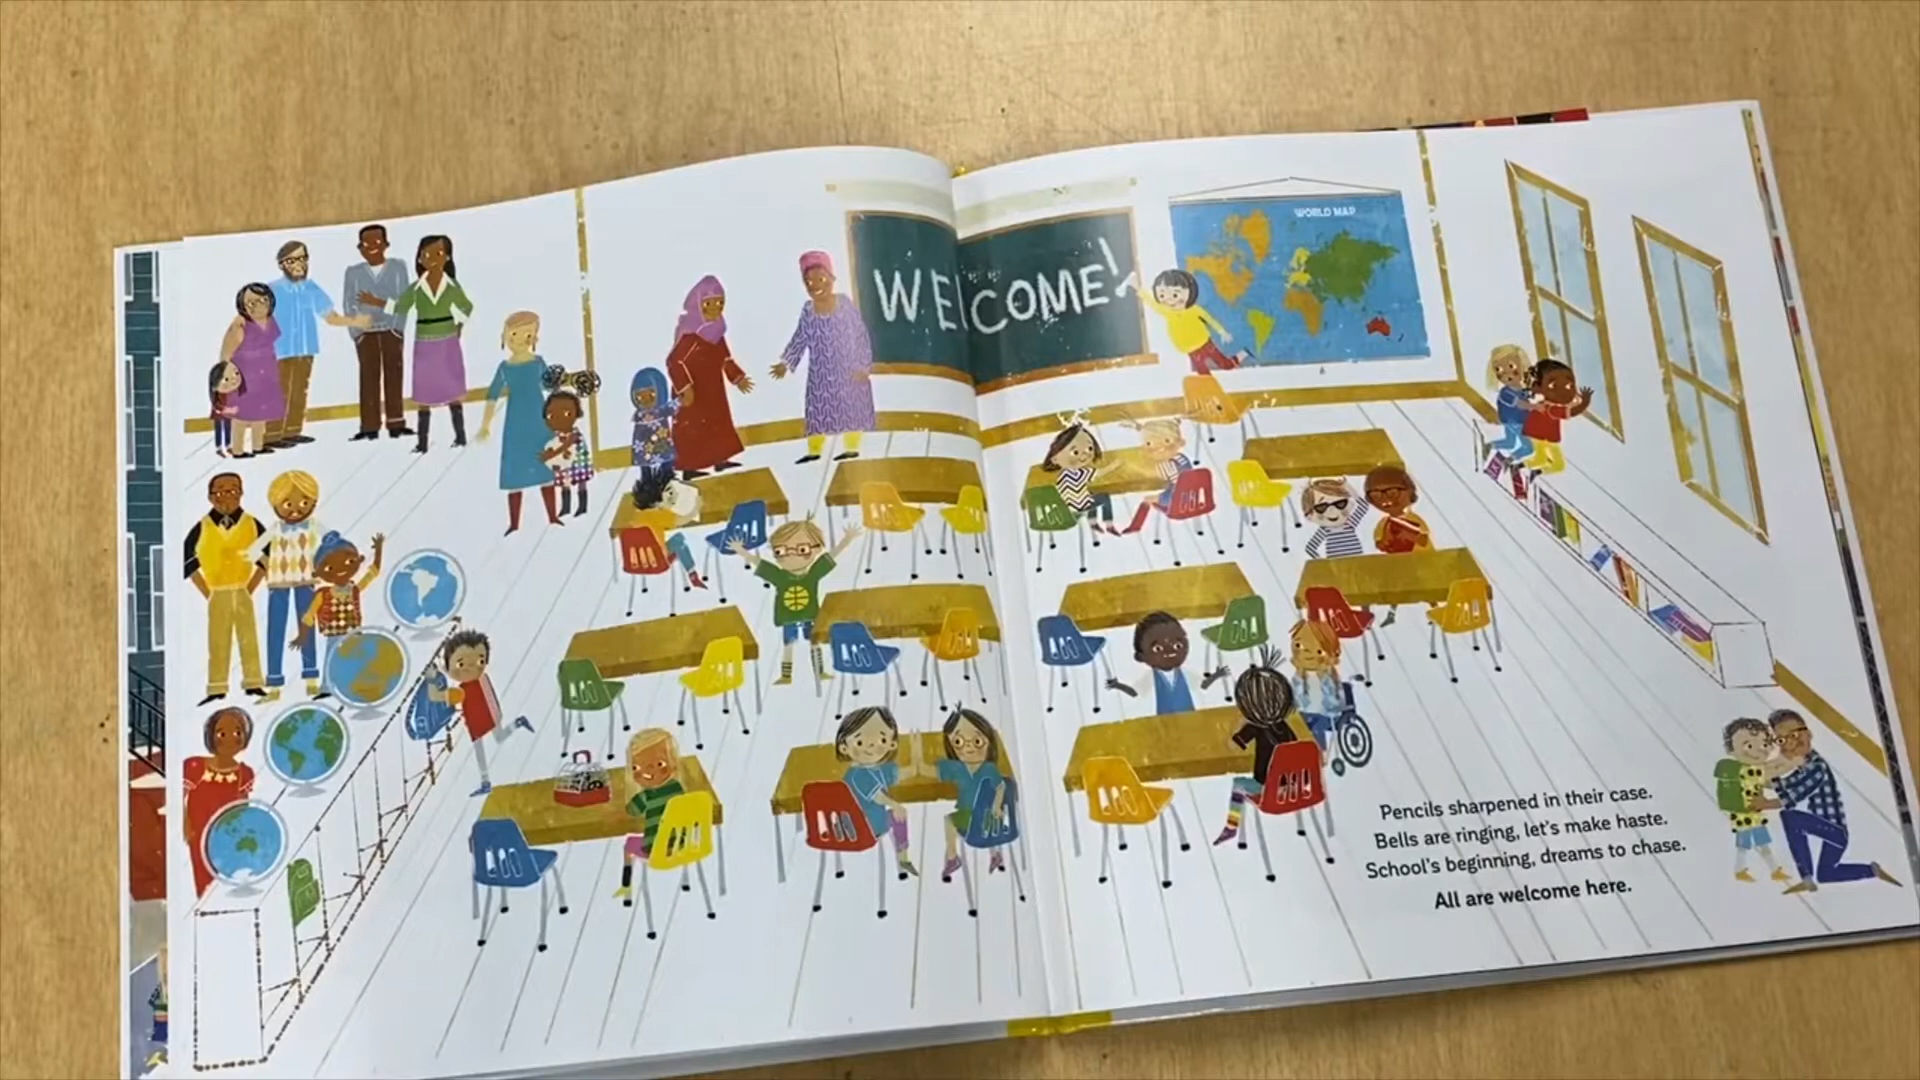 WELCOME!
WORLD MAP
Pencils sharpened in their case.
Bells are ringing, let's make haste.
School's beginning, dreams to chase.
All are welcome here.